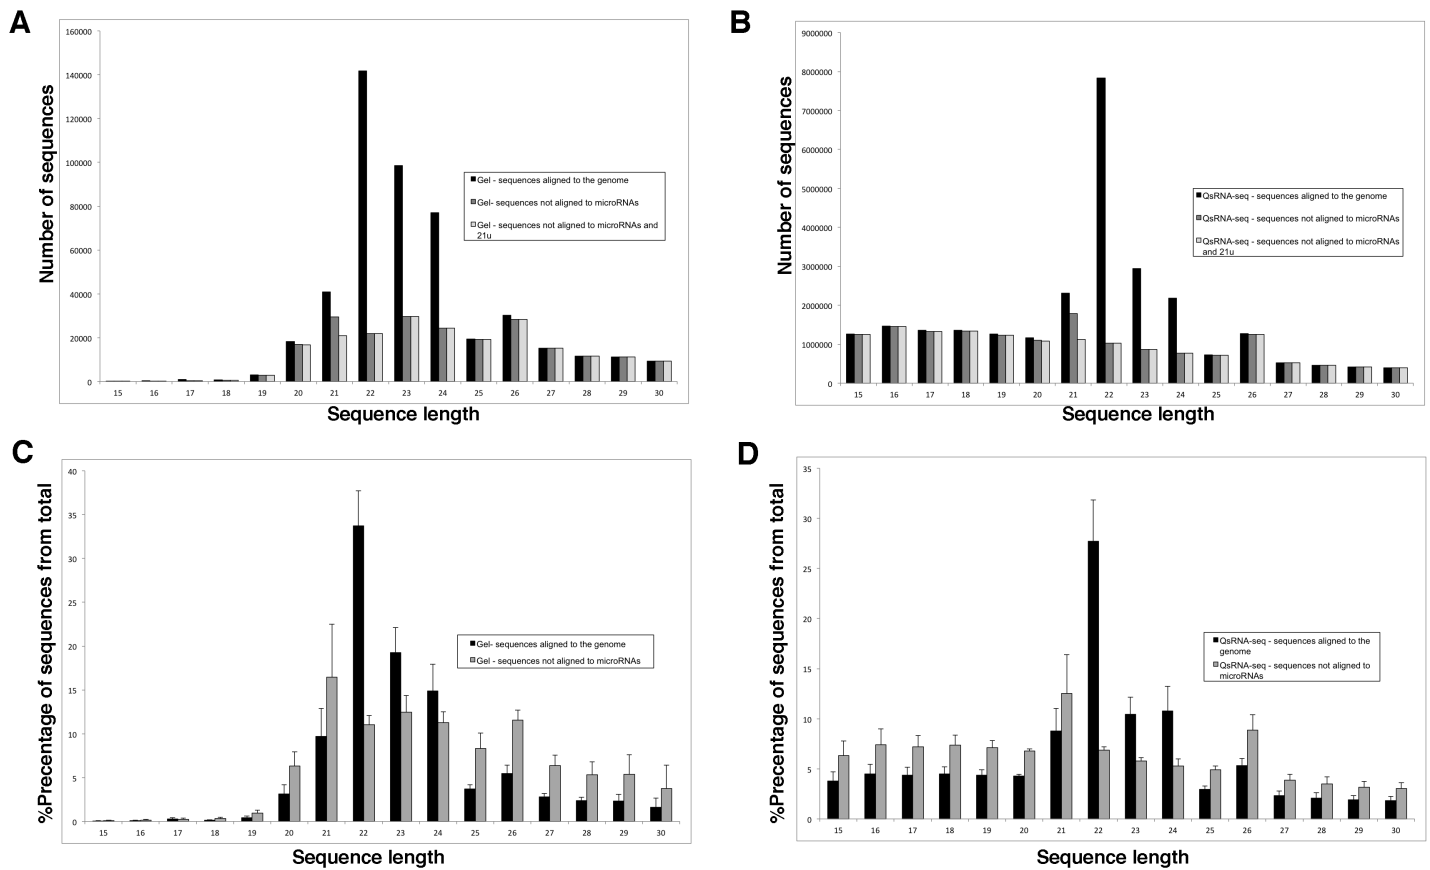 A
Number of sequences
160000
140000
120000
100000
80000
60000
40000
20000
0
Gel - sequences aligned to the genome
Gel- sequences not aligned to microRNAs
Gel - sequences not aligned to microRNAs and
21u
15 16 17 18 19 20 21 22 23 24 25 26 27 28 29 30
Sequence length
B
Number of sequences
9000000
8000000
7000000
6000000
5000000
4000000
3000000
2000000
1000000
0
QsRNA-seq - sequences aligned to the genome
QsRNA-seq - sequences not aligned to microRNAs
QsRNA-seq - sequences not aligned to microRNAs
and 21u
15 16 17 18 19 20 21 22 23 24 25 26 27 28 29 30
Sequence length
C
%Precentage of sequences from total
40
35
30
25
20
15
10
5
0
Gel- sequences aligned to the genome
Gel - sequences not aligned to microRNAs
15 16 17 18 19 20 21 22 23 24 25 26 27 28 29 30
Sequence length
D
%Precentage of sequences from total
35
30
25
20
15
10
5
0
QsRNA-seq - sequences aligned to the
genome
QsRNA-seq - sequences not aligned to
microRNAs
15 16 17 18 19 20 21 22 23 24 25 26 27 28 29 30
Sequence length